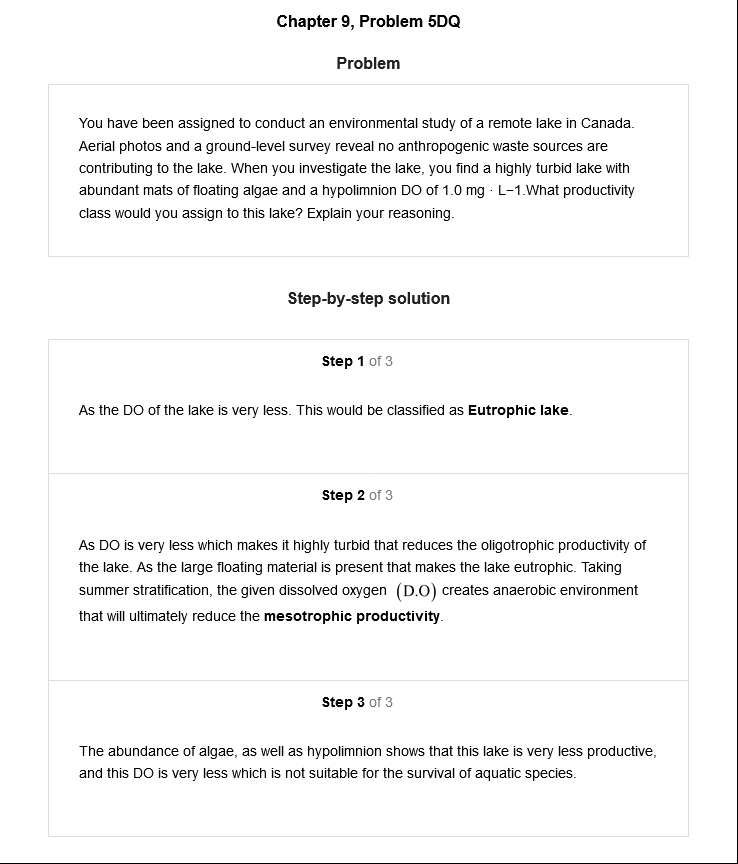 Chapter 9, Problem 5DQ
Problem
You have been assigned to conduct an environmental study of a remote lake in Canada.
Aerial photos and a ground-level survey reveal no anthropogenic waste sources are
contributing to the lake. When you investigate the lake, you find a highly turbid lake with
abundant mats of floating algae and a hypolimnion DO of 1.0 mg · L−1.What productivity
class would you assign to this lake? Explain your reasoning.
Step-by-step solution
Step 1 of 3
As the DO of the lake is very less. This would be classified as Eutrophic lake.
Step 2 of 3
As DO is very less which makes it highly turbid that reduces the oligotrophic productivity of
the lake. As the large floating material is present that makes the lake eutrophic. Taking
summer stratification, the given dissolved oxygen (D.O) creates anaerobic environment
that will ultimately reduce the mesotrophic productivity.
Step 3 of 3
The abundance of algae, as well as hypolimnion shows that this lake is very less productive,
and this DO is very less which is not suitable for the survival of aquatic species.